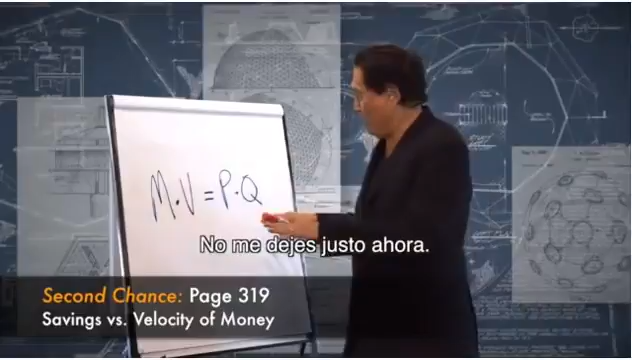 M·V = P·Q
No me dejes justo ahora.
Second Chance: Page 319
Savings vs. Velocity of Money